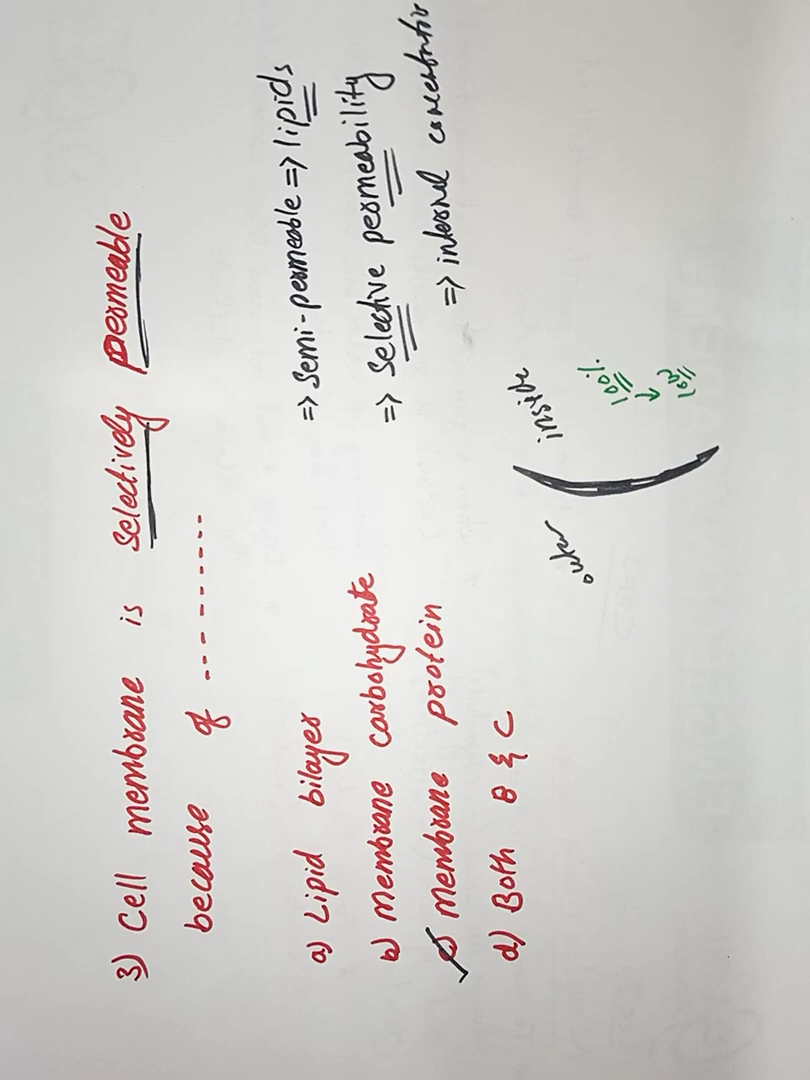 3) Cell membrane is selectively permeable
because of ----------
a) Lipid bilayer
b) membrane carbohydrate
c) membrane protein
d) Both B & C
=> Semi-permeable => lipids
=> Selective permeability
=> internal
outer
inside
100%
↓